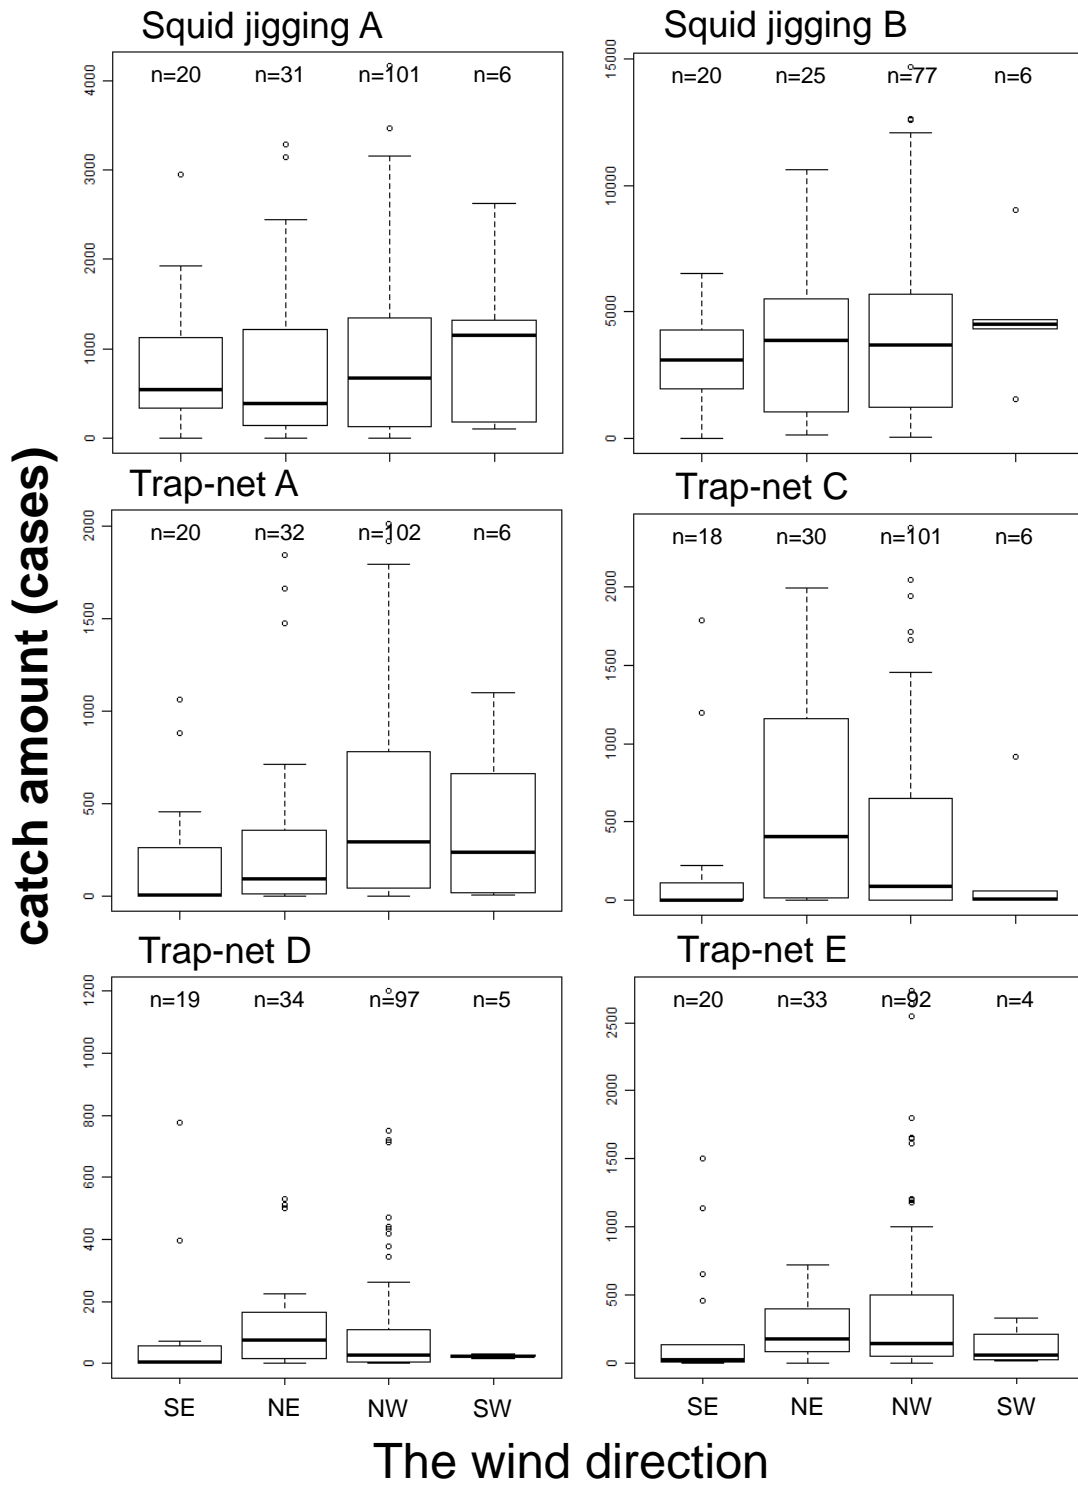 Squid jigging A
Squid jigging B
n=20 n=31 n=101 n=6
4000
3000
2000
1000
0
n=20 n=25 n=77 n=6
15000
10000
5000
0
catch amount (cases)
Trap-net A
Trap-net C
n=20 n=32 n=102 n=6
2000
1500
1000
500
0
n=18 n=30 n=101 n=6
2000
1500
1000
500
0
Trap-net D
Trap-net E
n=19 n=34 n=97 n=5
1200
1000
800
600
400
200
0
n=20 n=33 n=92 n=4
2500
2000
1500
1000
500
0
SE NE NW SW
SE NE NW SW
The wind direction